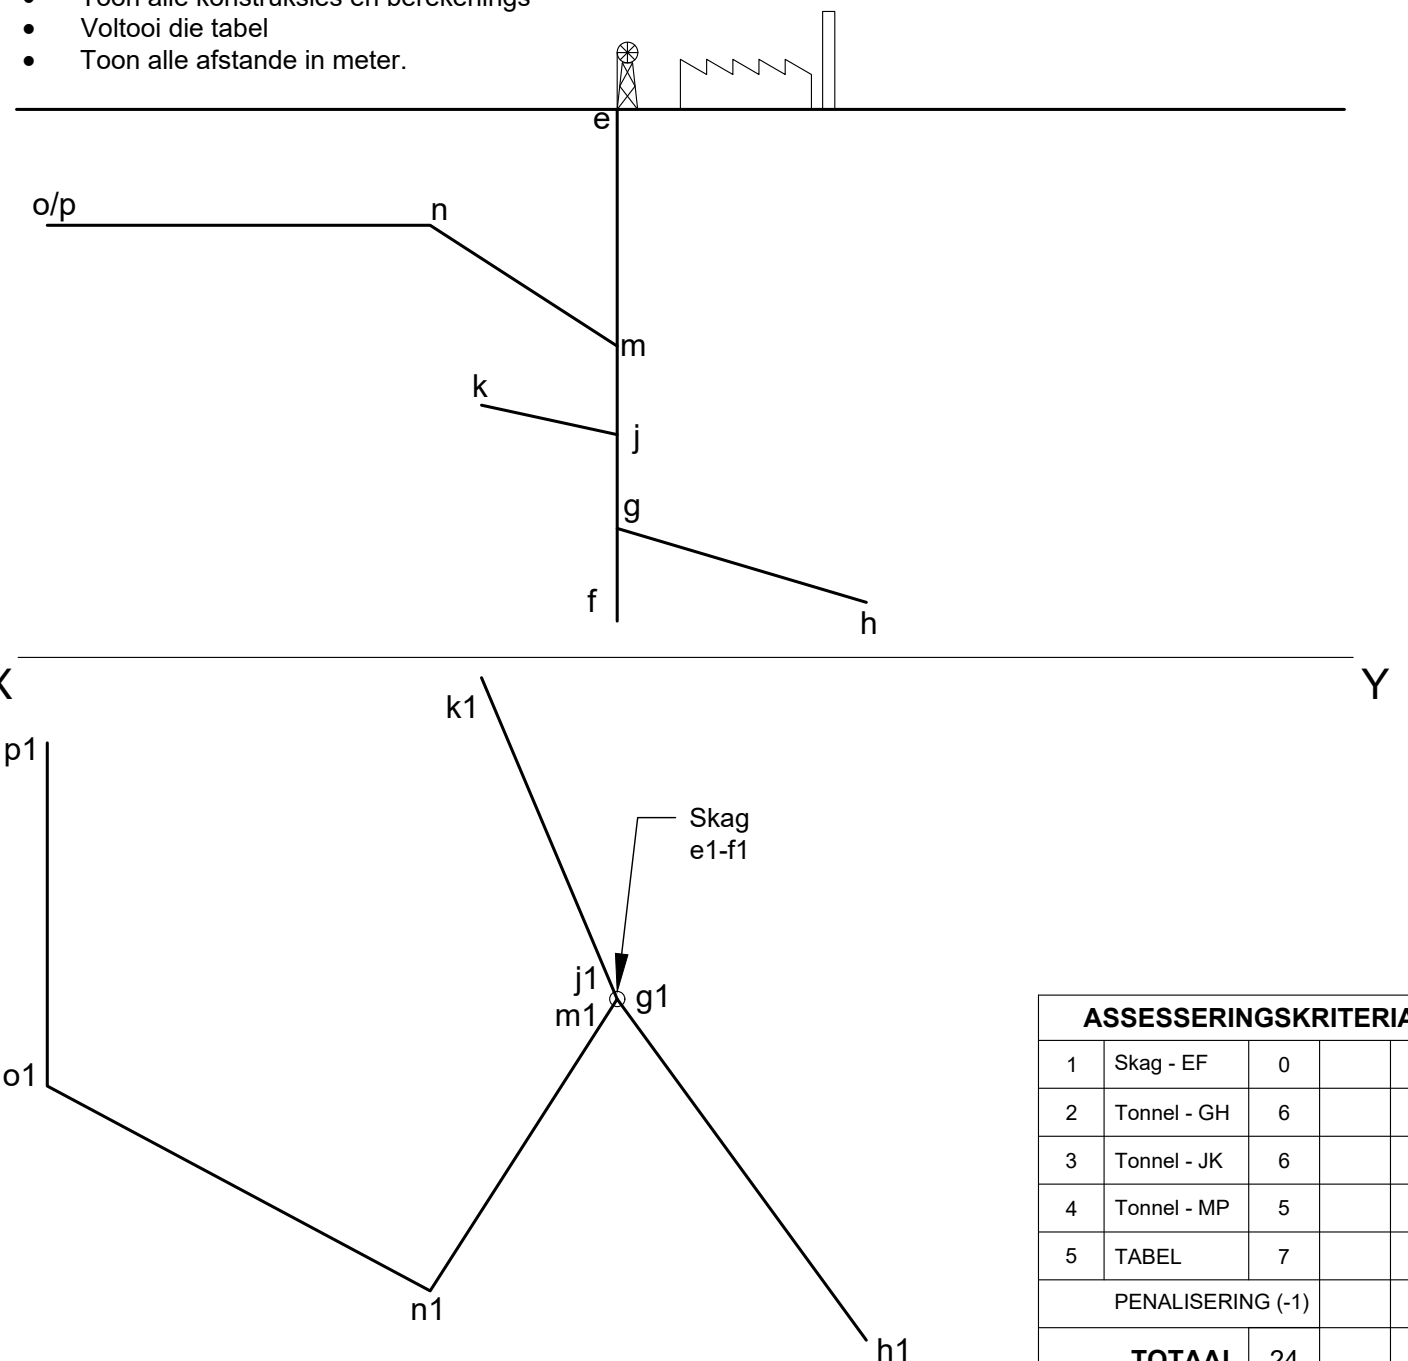 Toon alle konstruksies en berekenings
• Voltooi die tabel
• Toon alle afstande in meter.
e
o/p
n
m
k
j
g
f
h
X
Y
k1
p1
Skag
e1-f1
j1
g1
m1
o1
n1
h1
ASSESSERINGSKRITERIA
1 Skag - EF 0
2 Tonnel - GH 6
3 Tonnel - JK 6
4 Tonnel - MP 5
5 TABEL 7
PENALISERING (-1)
TOTAAL 24